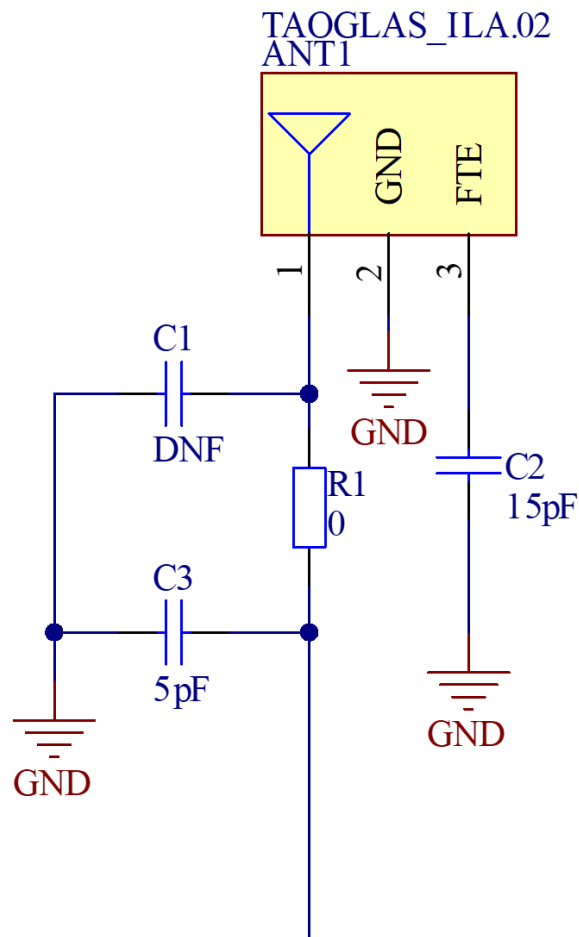 TAOGLAS_ILA.02
ANT1
GND
FTE
1
2
3
C1
DNF
GND
R1
0
C2
15pF
C3
5pF
GND
GND